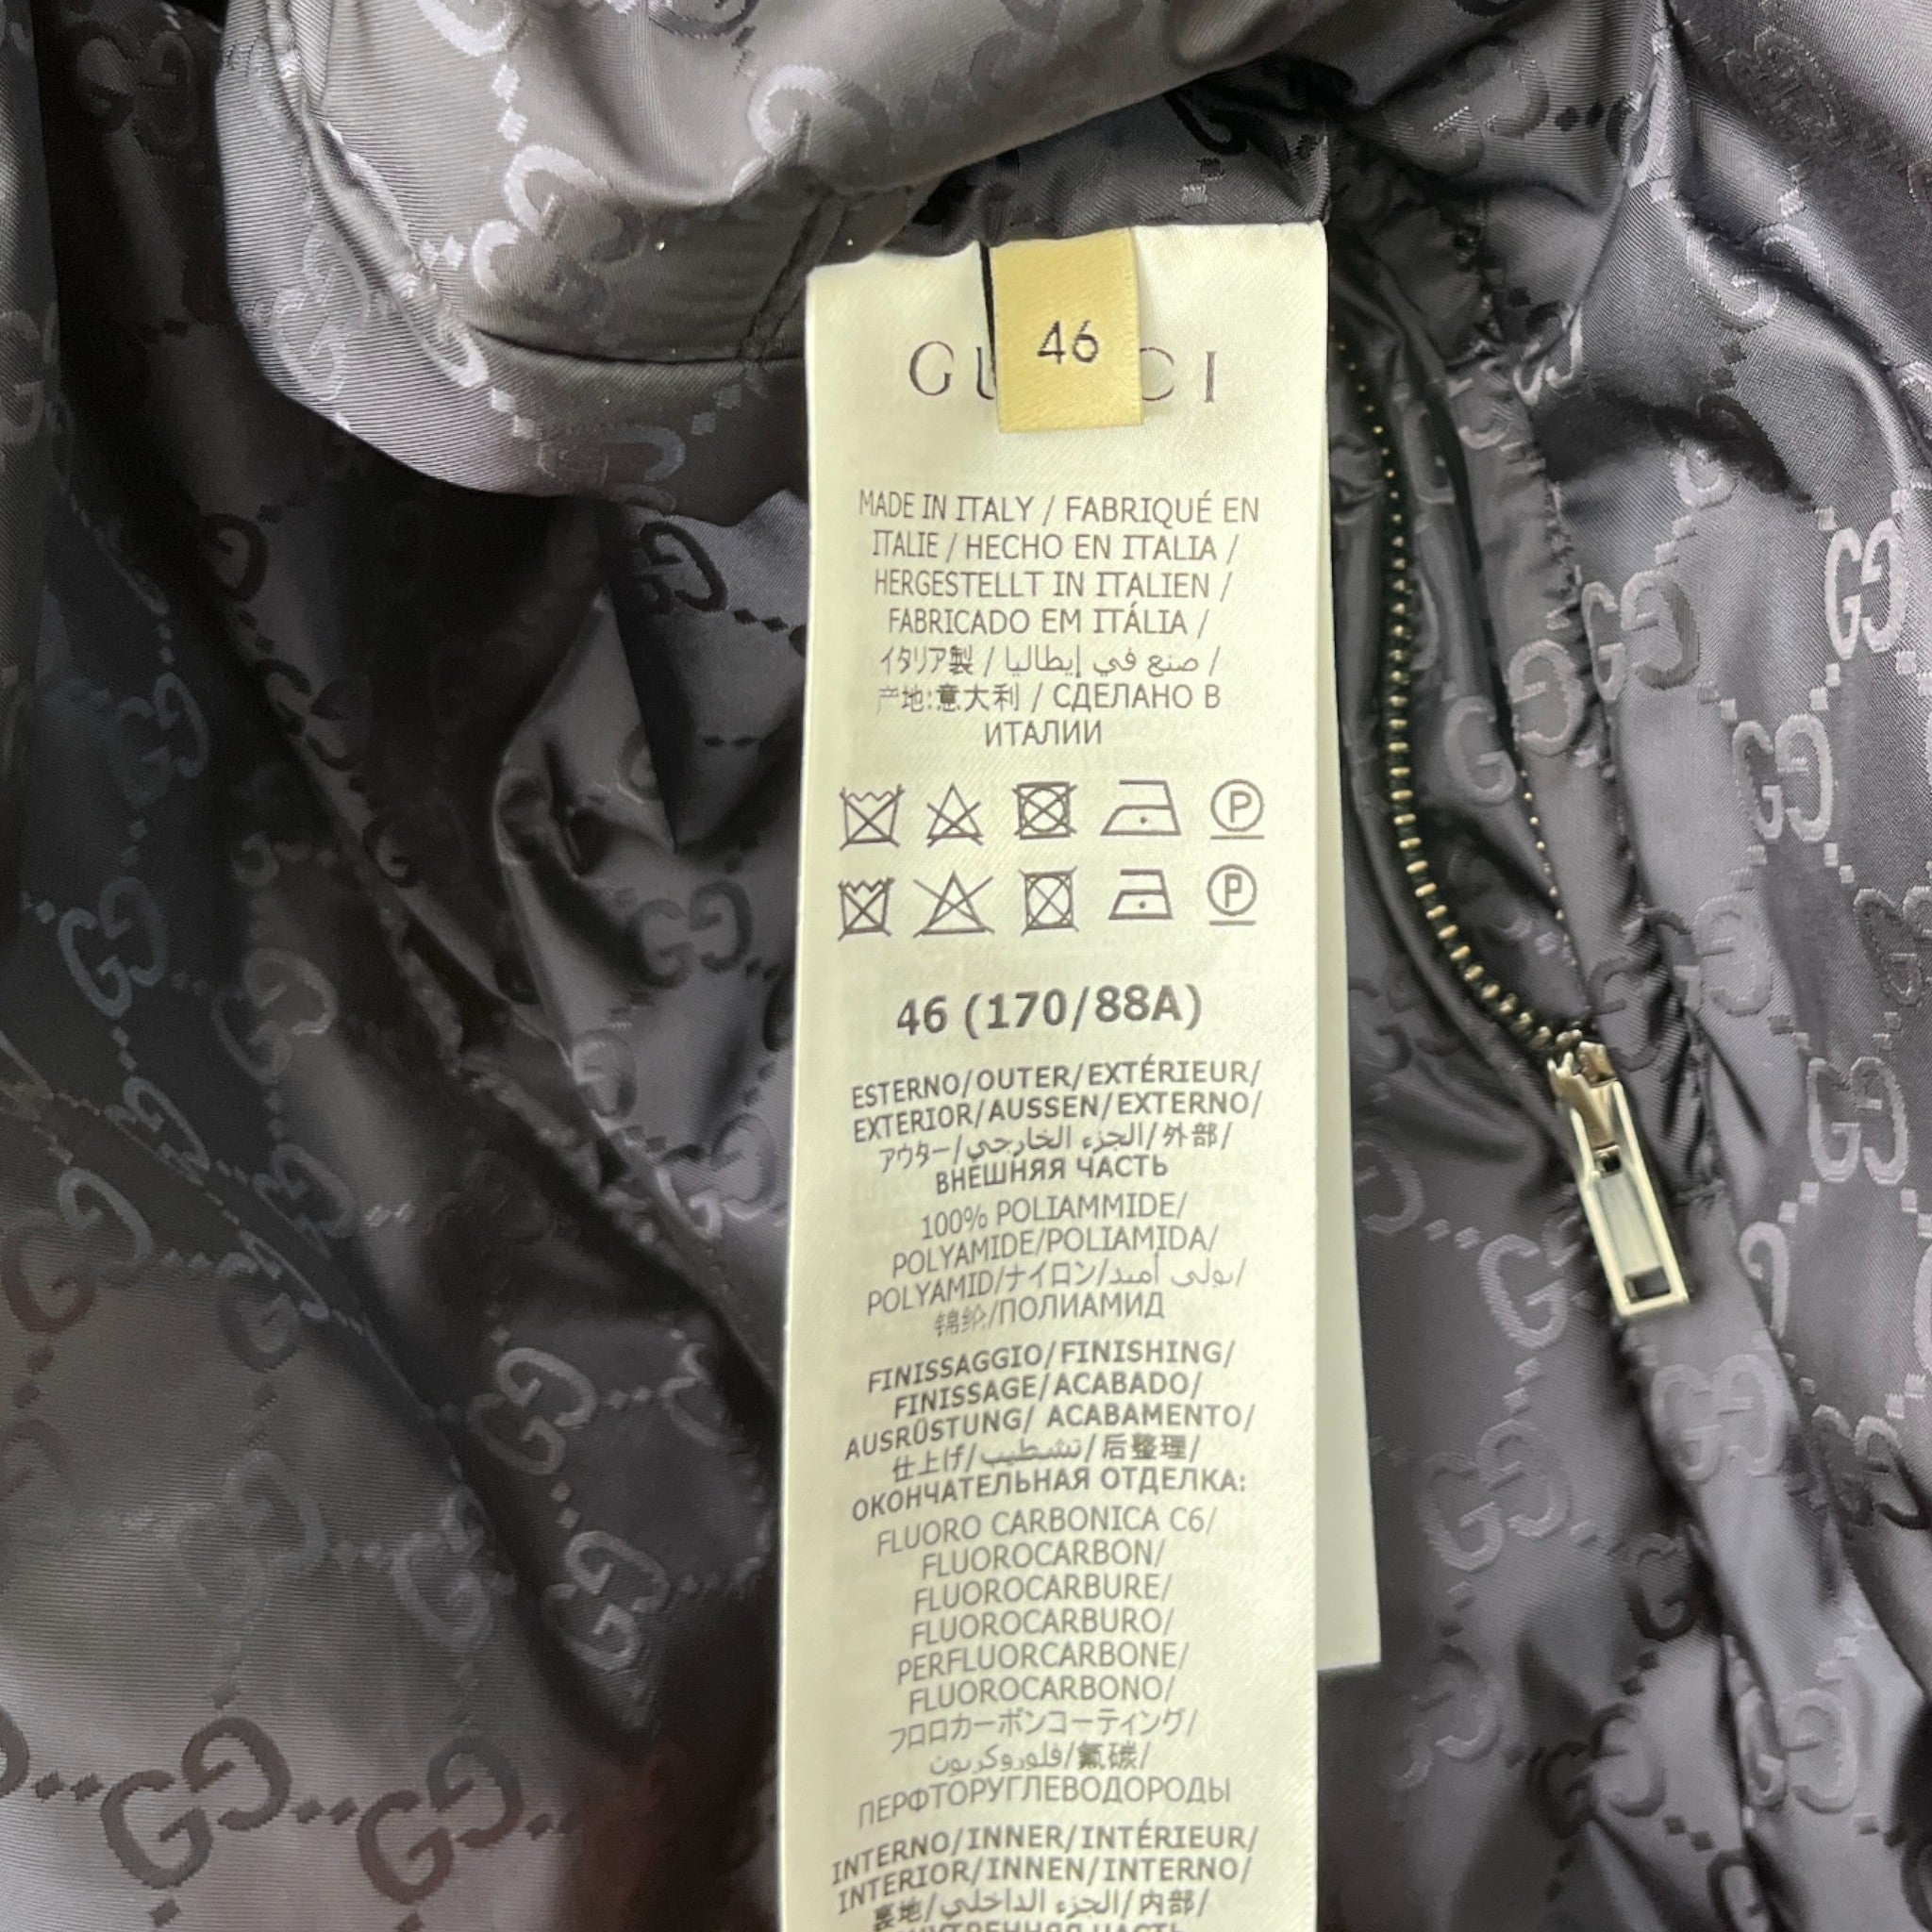 46
MADE IN ITALY / FABRIQUÉ EN
ITALIE / HECHO EN ITALIA /
HERGESTELLT IN ITALIEN /
FABRICADO EM ITÁLIA /
イタリア製 / صنع في إيطاليا /
产地:意大利 / СДЕЛАНО В
ИТАЛИИ
P
P
46 (170/88A)
ESTERNO/OUTER/EXTÉRIEUR/
EXTERIOR/AUSSEN/EXTERNO/
アウター/الجزء الخارجي/外部/
ВНЕШНЯЯ ЧАСТЬ
100% POLIAMMIDE/
POLYAMIDE/POLIAMIDA/
POLYAMID/ナイロン/بولي أميد/
锦纶/ПОЛИАМИД
FINISSAGGIO/FINISHING/
FINISSAGE/ACABADO/
AUSRÜSTUNG/ ACABAMENTO/
仕上げ/تشطيب/后整理/
ОКОНЧАТЕЛЬНАЯ ОТДЕЛКА:
FLUORO CARBONICA C6/
FLUOROCARBON/
FLUOROCARBURE/
FLUOROCARBURO/
PERFLUORCARBONE/
FLUOROCARBONO/
フロロカーボンコーティング/
فلوروكربون/氟碳/
ПЕРФТОРУГЛЕВОДОРОДЫ
INTERNO/INNER/INTÉRIEUR/
INTERIOR/INNEN/INTERNO/
裏地/الجزء الداخلي/内部/